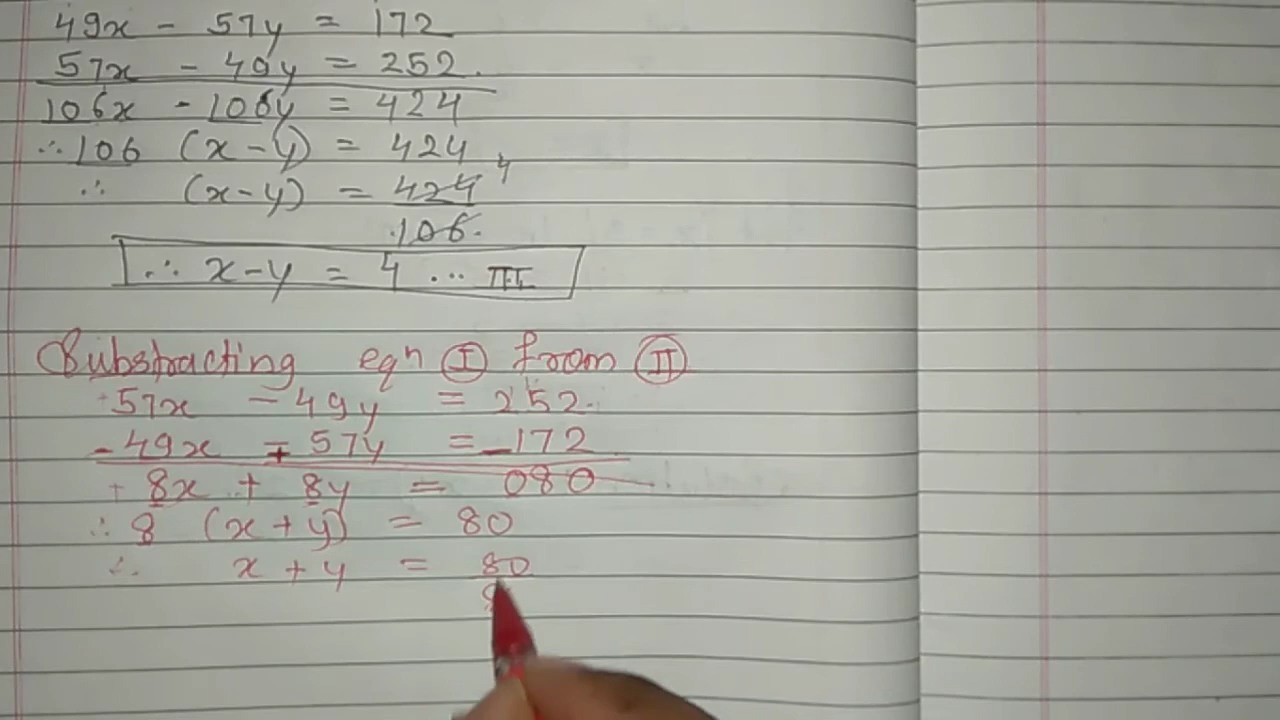 49x - 57y = 172
57x - 49y = 252.
106x - 106y = 424
∴ 106 (x-y) = 424
∴ (x-y) = 424 4
106.
∴ x-y = 4 ... III
Substracting eqn I from II
57x - 49y = 252.
- 49x ∓ 57y = -172
+ 8x + 8y = 080
∴ 8 (x + y) = 80
∴ x + y = 80